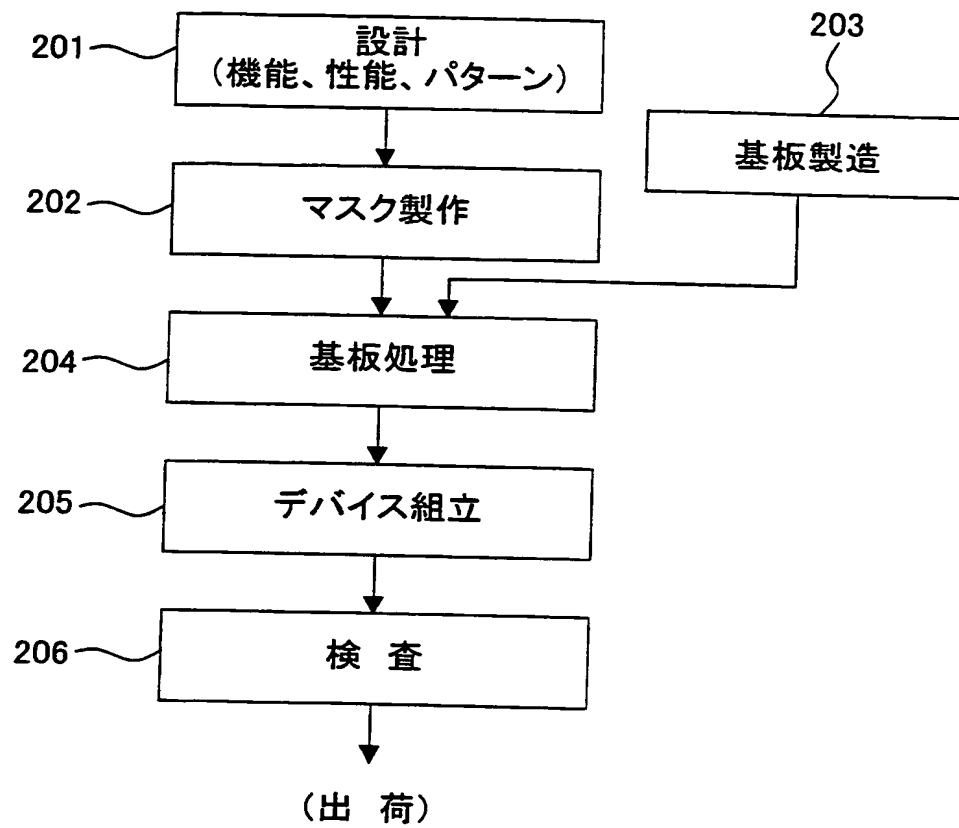 201
設計
(機能、性能、パターン)
203
基板製造
202
マスク製作
204
基板処理
205
デバイス組立
206
検 査
(出 荷)